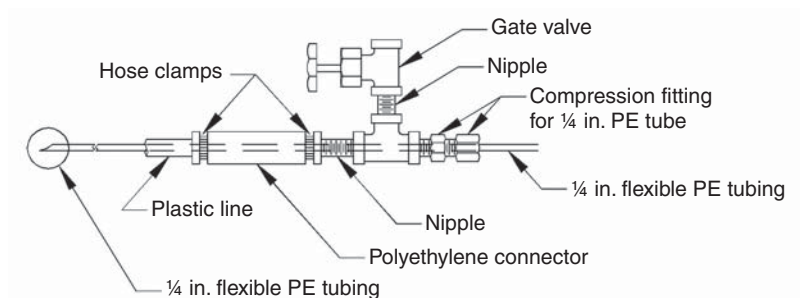 Gate valve
Hose clamps
Nipple
Compression fitting
for ¼ in. PE tube
¼ in. flexible PE tubing
Plastic line
Nipple
Polyethylene connector
¼ in. flexible PE tubing